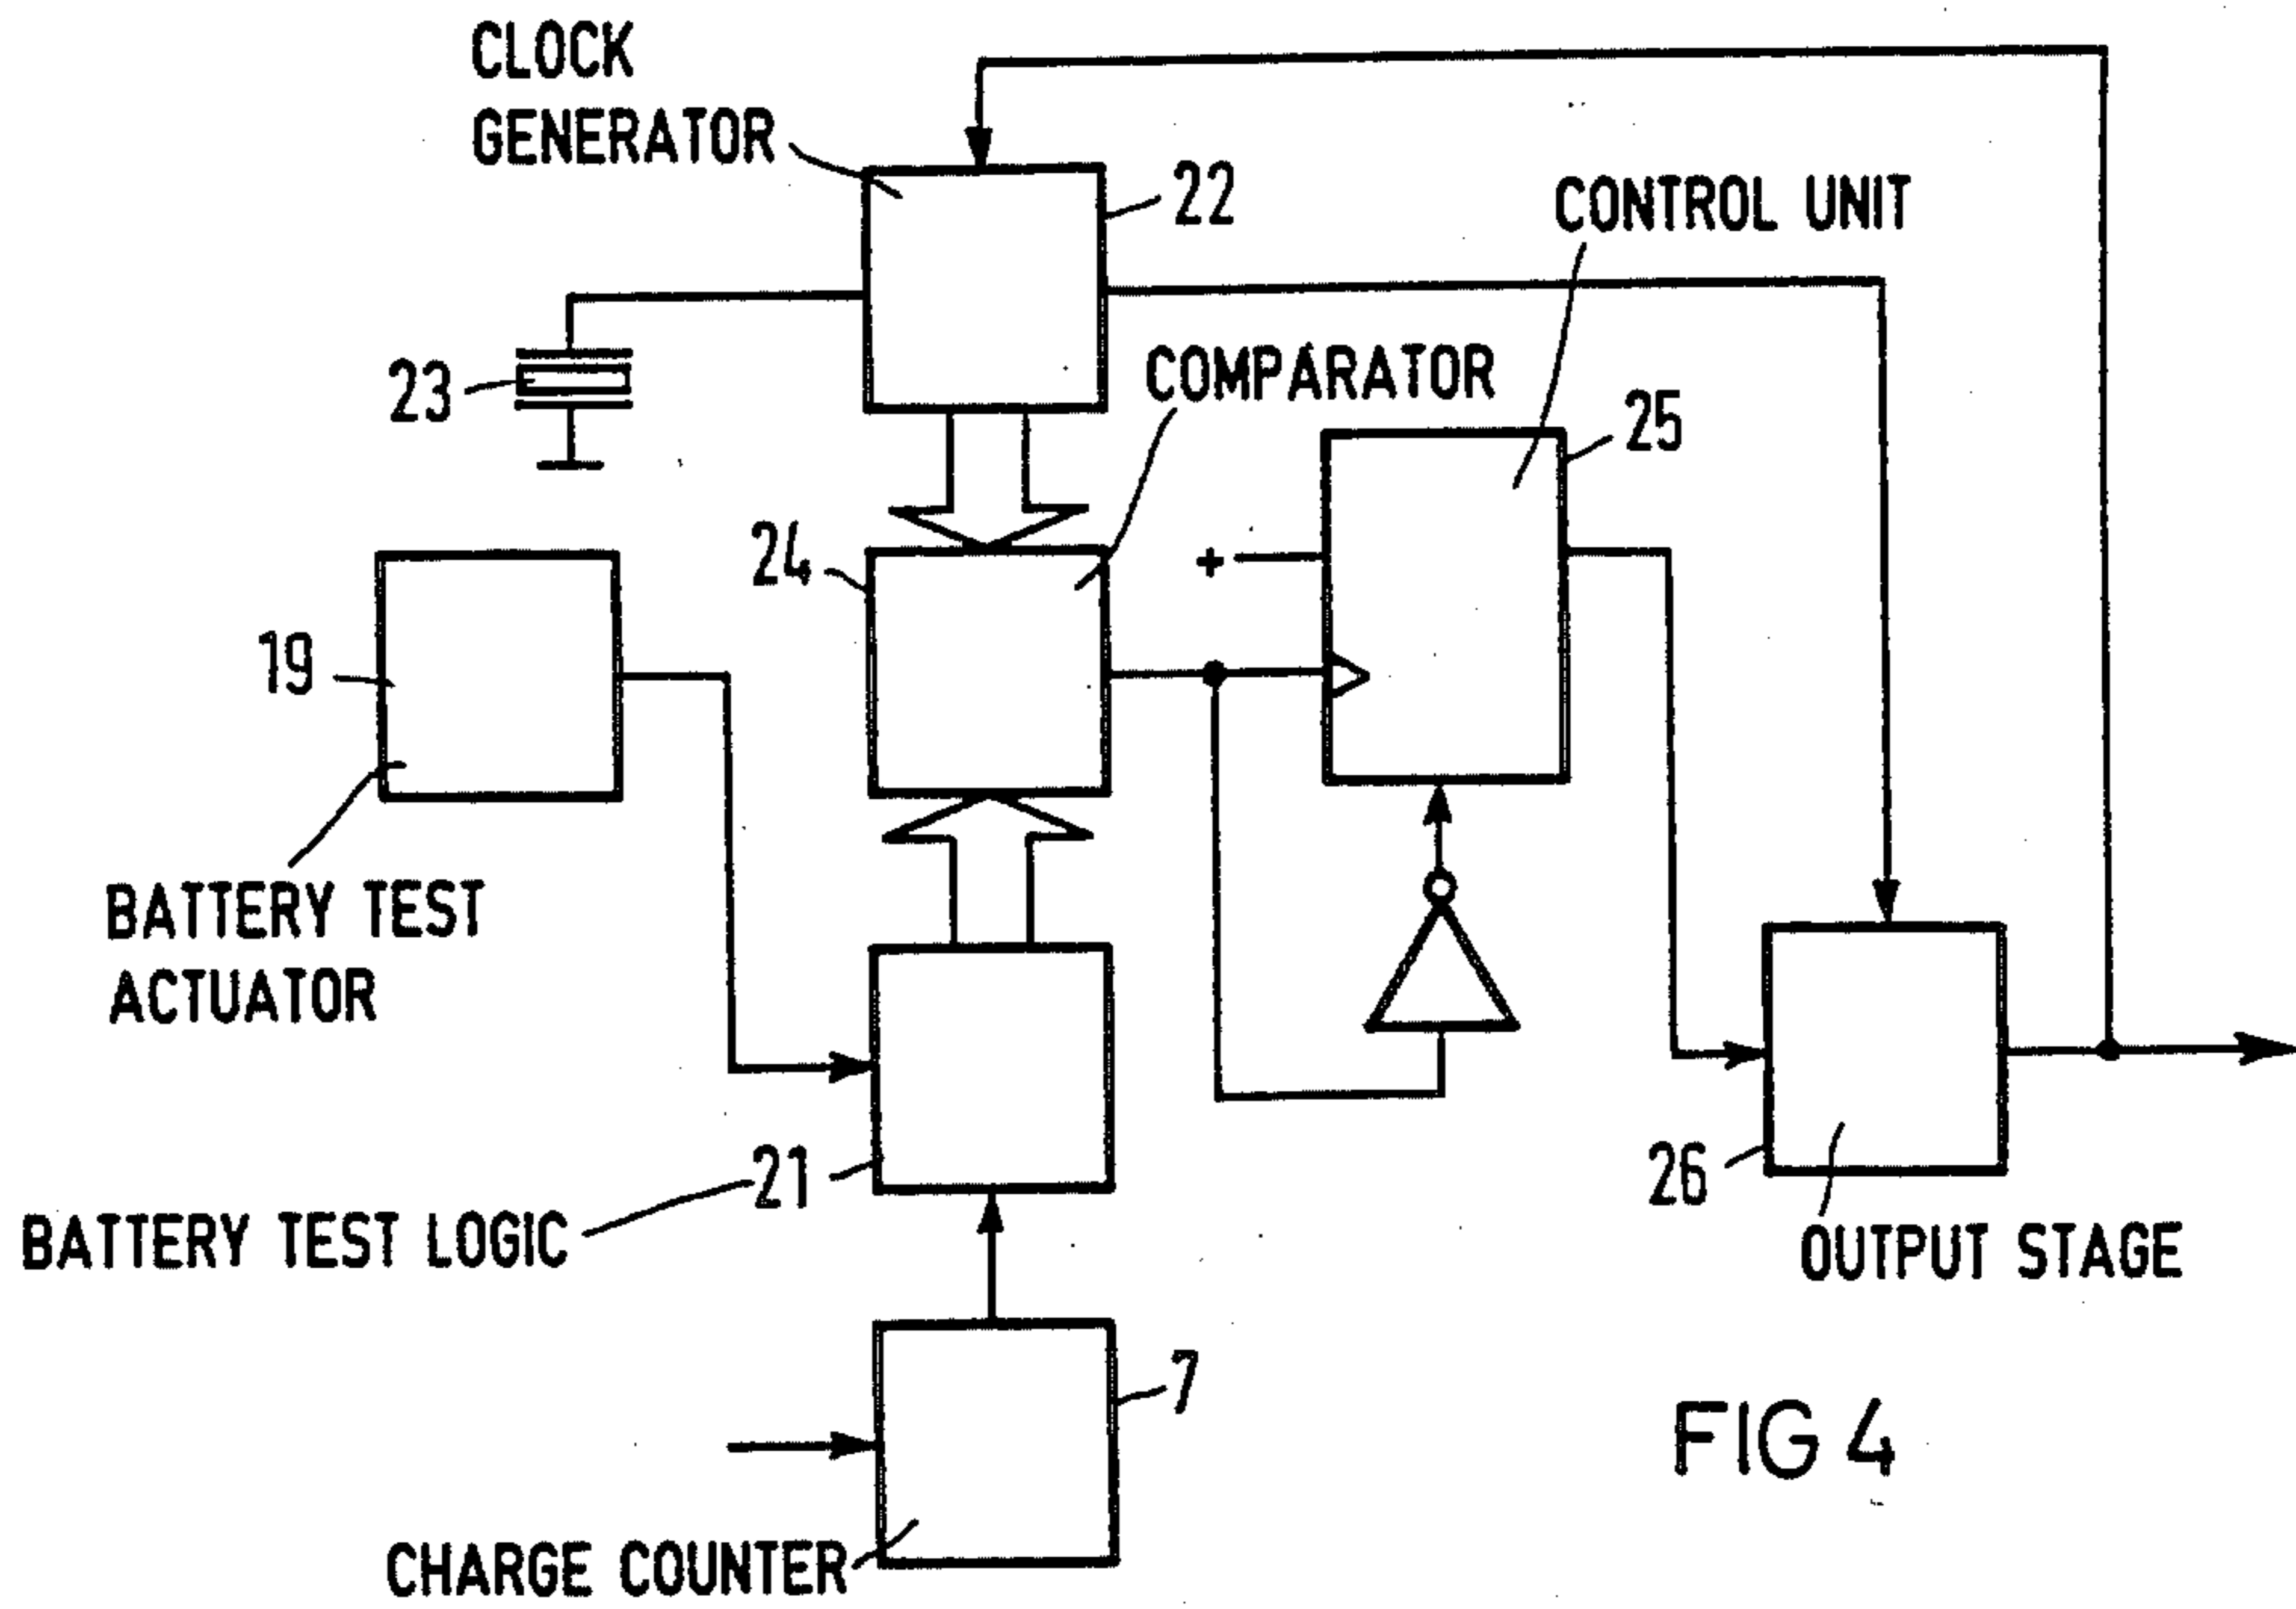 CLOCK
GENERATOR
22
CONTROL UNIT
23
COMPARATOR
25
24
+
19
BATTERY TEST
ACTUATOR
21
26
BATTERY TEST LOGIC
OUTPUT STAGE
7
FIG 4
CHARGE COUNTER